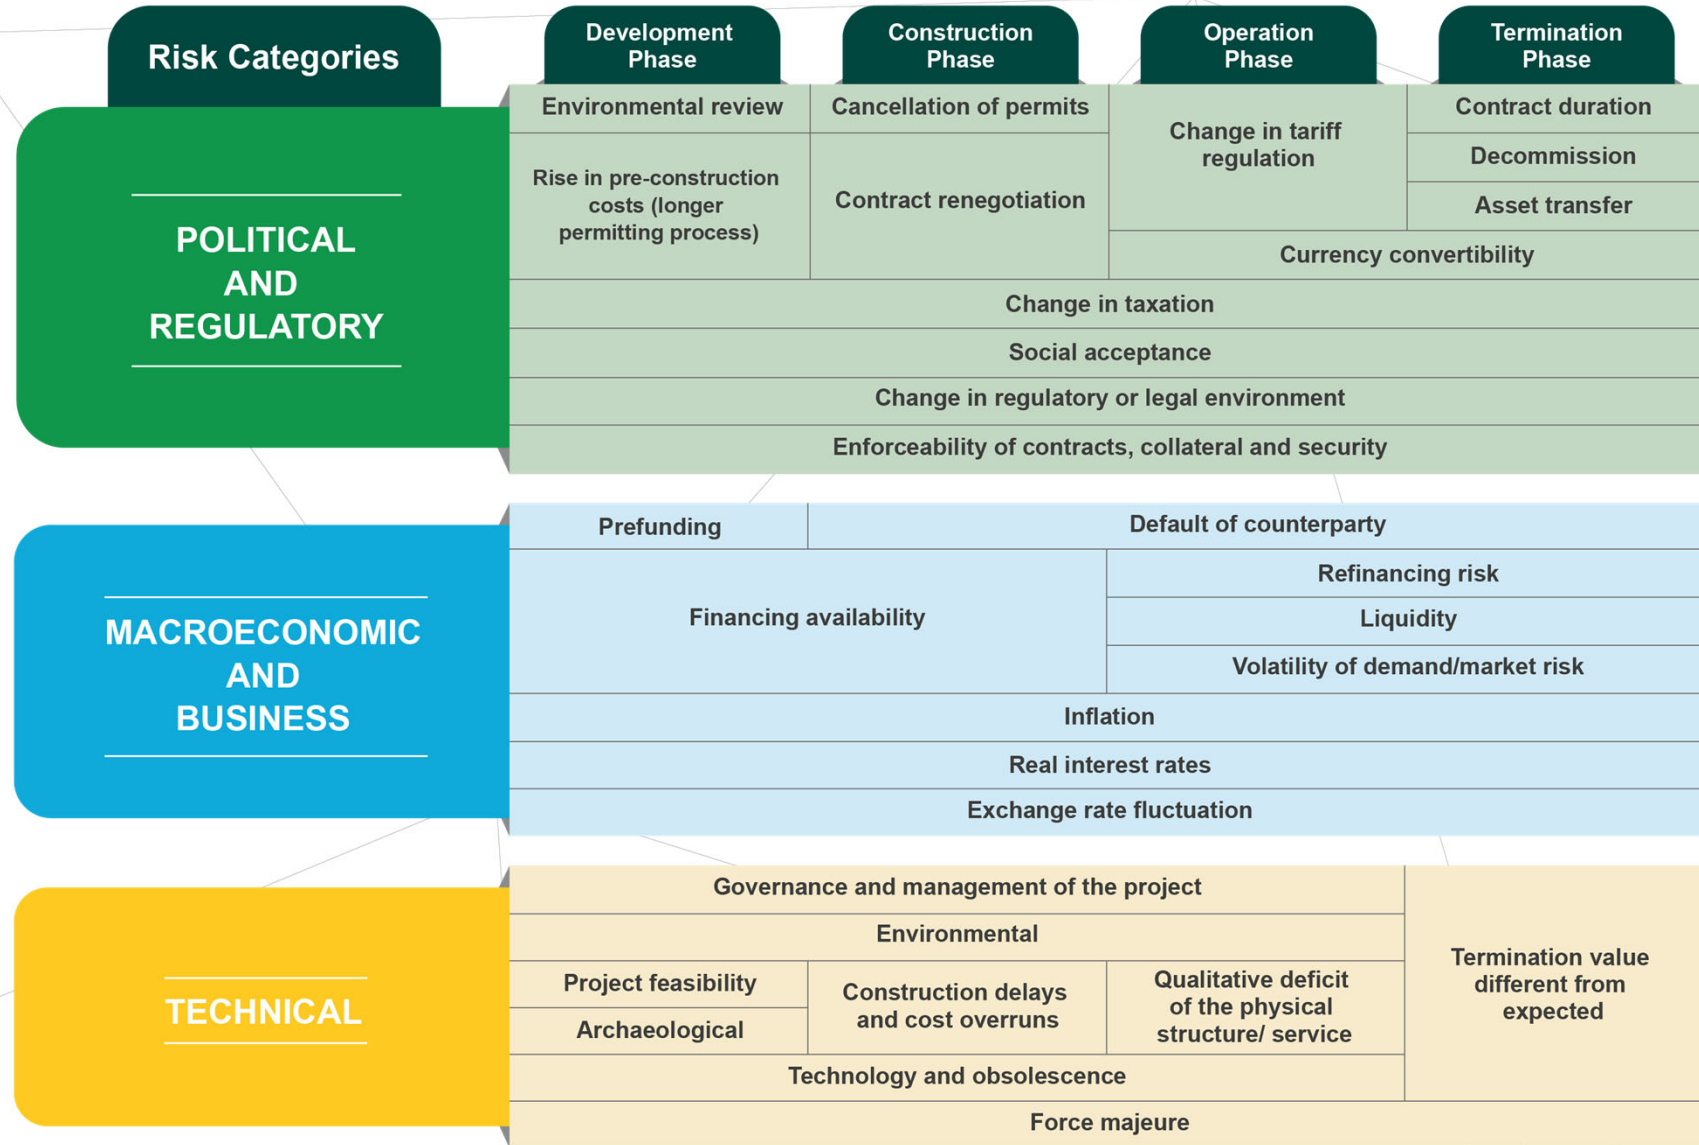 Risk Categories
Development
Phase
Construction
Phase
Operation
Phase
Termination
Phase
POLITICAL
AND
REGULATORY
Environmental review
Cancellation of permits
Change in tariff
regulation
Contract duration
Rise in pre-construction
costs (longer
permitting process)
Contract renegotiation
Decommission
Asset transfer
Currency convertibility
Change in taxation
Social acceptance
Change in regulatory or legal environment
Enforceability of contracts, collateral and security
MACROECONOMIC
AND
BUSINESS
Prefunding
Default of counterparty
Financing availability
Refinancing risk
Liquidity
Volatility of demand/market risk
Inflation
Real interest rates
Exchange rate fluctuation
TECHNICAL
Governance and management of the project
Environmental
Project feasibility
Archaeological
Construction delays
and cost overruns
Qualitative deficit
of the physical
structure/ service
Termination value
different from
expected
Technology and obsolescence
Force majeure